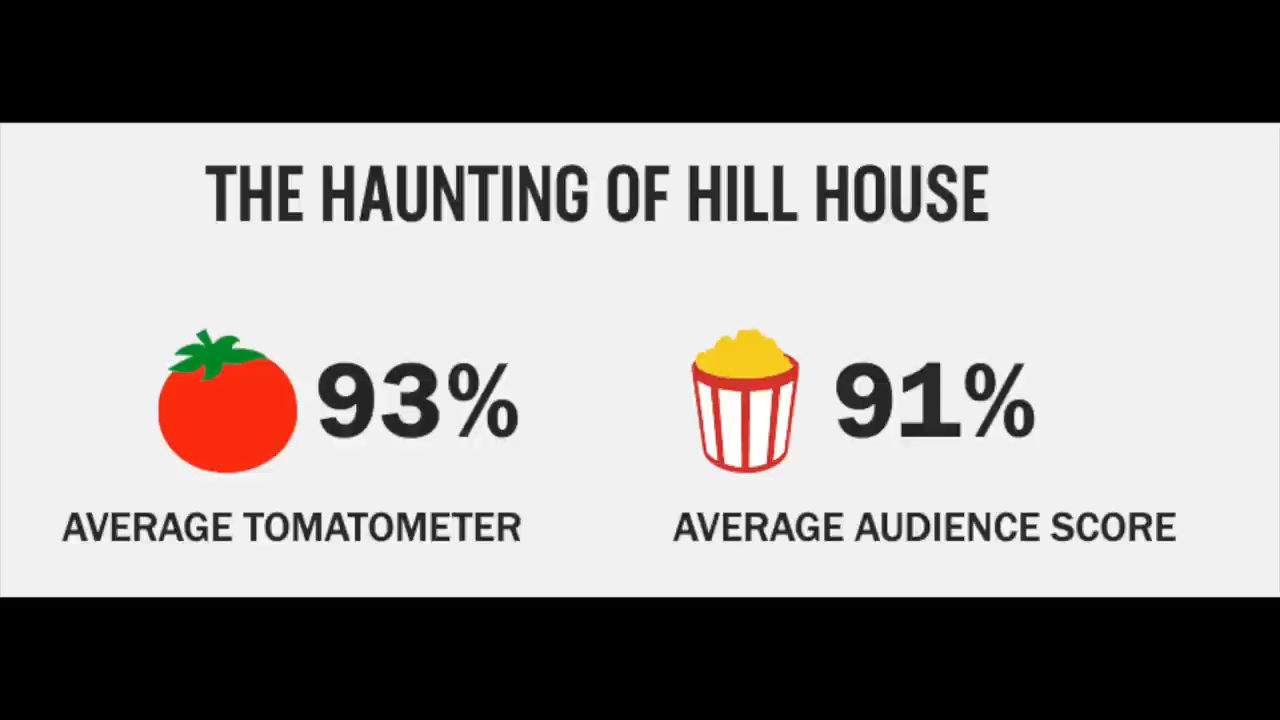 THE HAUNTING OF HILL HOUSE
93% 91%
AVERAGE TOMATOMETER AVERAGE AUDIENCE SCORE